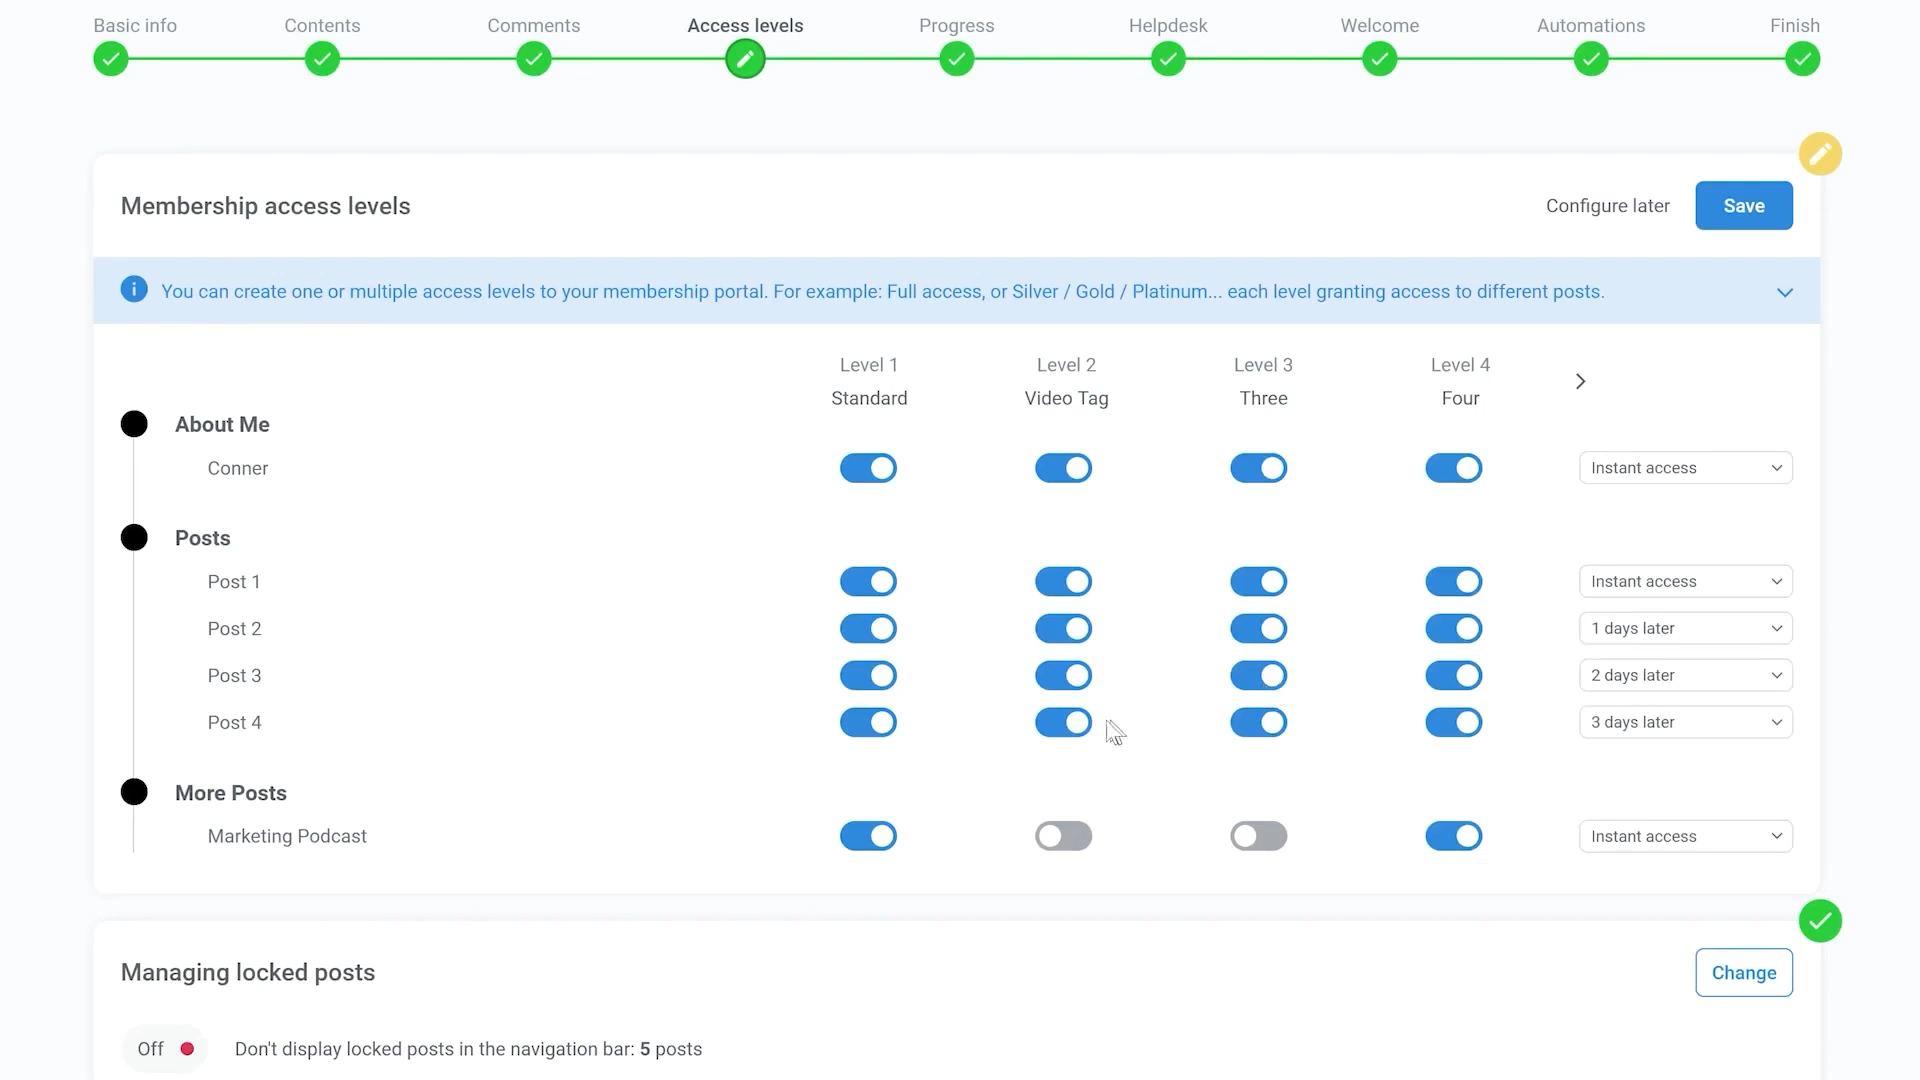 Basic info
Contents
Comments
Access levels
Progress
Helpdesk
Welcome
Automations
Finish
Membership access levels
Configure later
Save
You can create one or multiple access levels to your membership portal. For example: Full access, or Silver / Gold / Platinum... each level granting access to different posts.
Level 1
Level 2
Level 3
Level 4
Standard
Video Tag
Three
Four
About Me
Conner
Instant access
Posts
Post 1
Instant access
Post 2
1 days later
Post 3
2 days later
Post 4
3 days later
More Posts
Marketing Podcast
Instant access
Managing locked posts
Change
Off
Don't display locked posts in the navigation bar: 5 posts